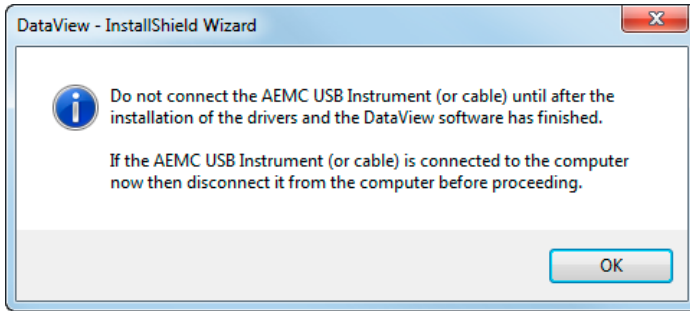 DataView - InstallShield Wizard
Do not connect the AEMC USB Instrument (or cable) until after the
installation of the drivers and the DataView software has finished.
If the AEMC USB Instrument (or cable) is connected to the computer
now then disconnect it from the computer before proceeding.
OK